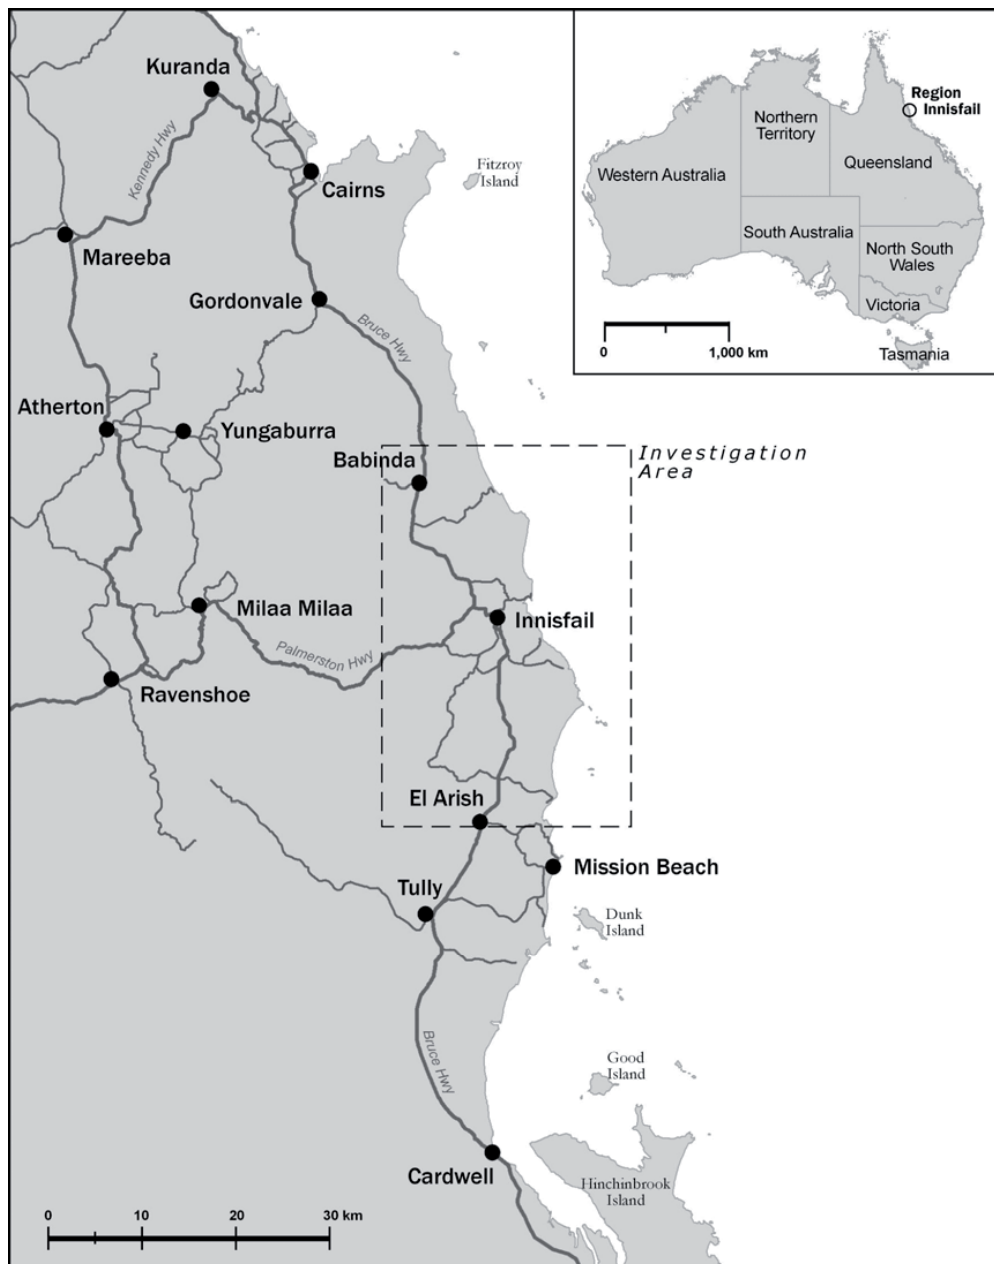 Kuranda
Kennedy Hwy
Cairns
Fitzroy
Island
Mareeba
Gordonvale
Bruce Hwy
Atherton
Yungaburra
Babinda
Investigation
Area
Milaa Milaa
Innisfail
Palmerston Hwy
Ravenshoe
El Arish
Mission Beach
Tully
Dunk
Island
Bruce Hwy
Good
Island
Cardwell
Hinchinbrook
Island
0 10 20 30 km
Region
Innisfail
Northern
Territory
Queensland
Western Australia
South Australia
North South
Wales
Victoria
Tasmania
0 1,000 km